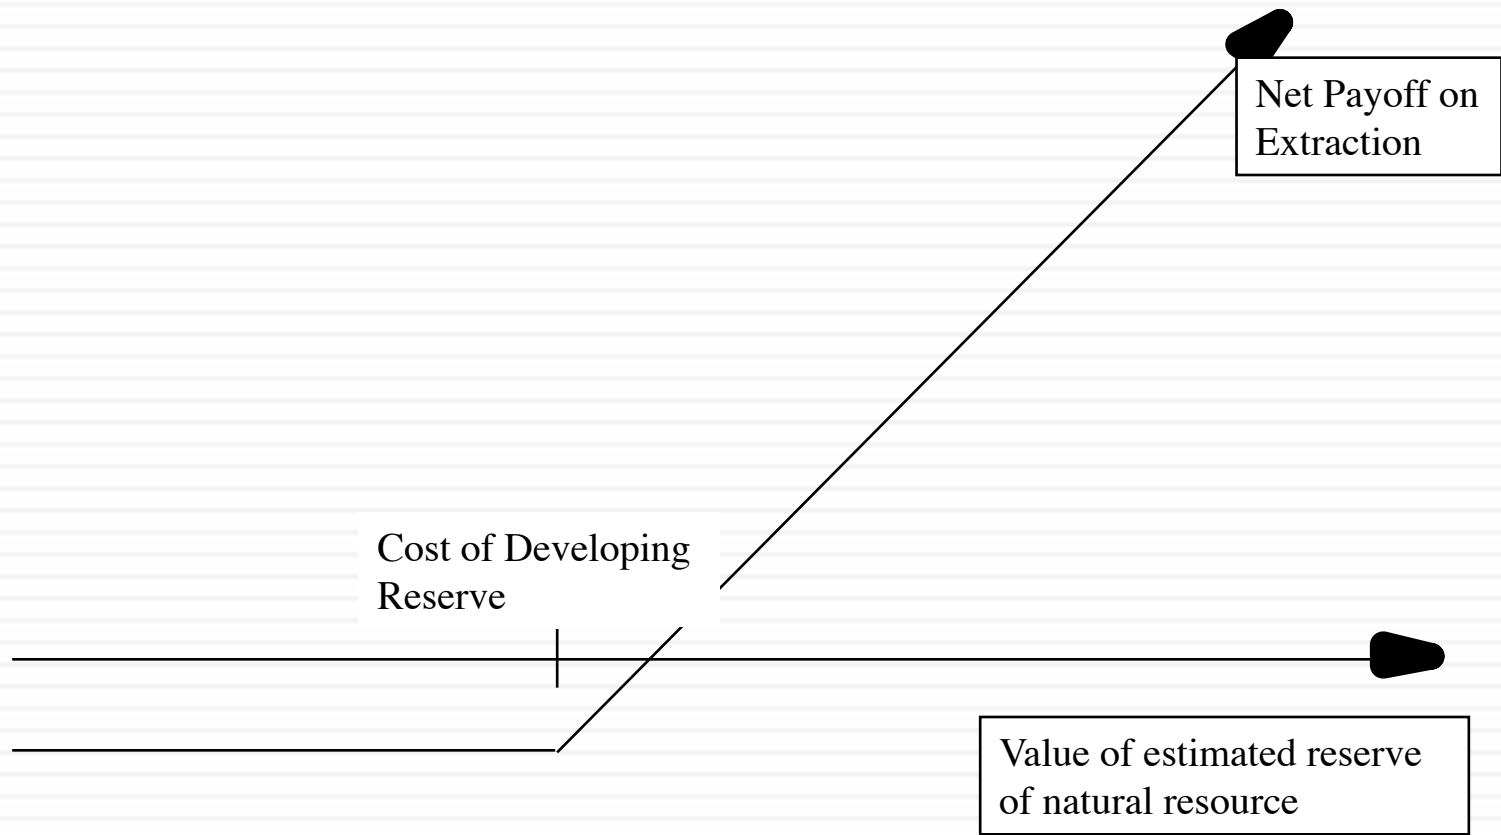 Net Payoff on
Extraction
Cost of Developing
Reserve
Value of estimated reserve
of natural resource